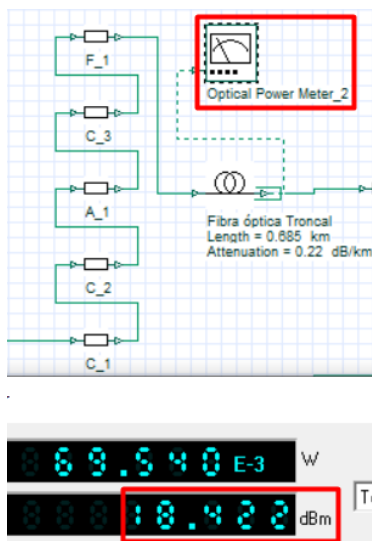 F_1
Optical Power Meter_2
C_3
A_1
Fibra óptica Troncal
Length = 0.685 km
Attenuation = 0.22 dB/km
C_2
C_1
69.540 E-3 W
18.422 dBm